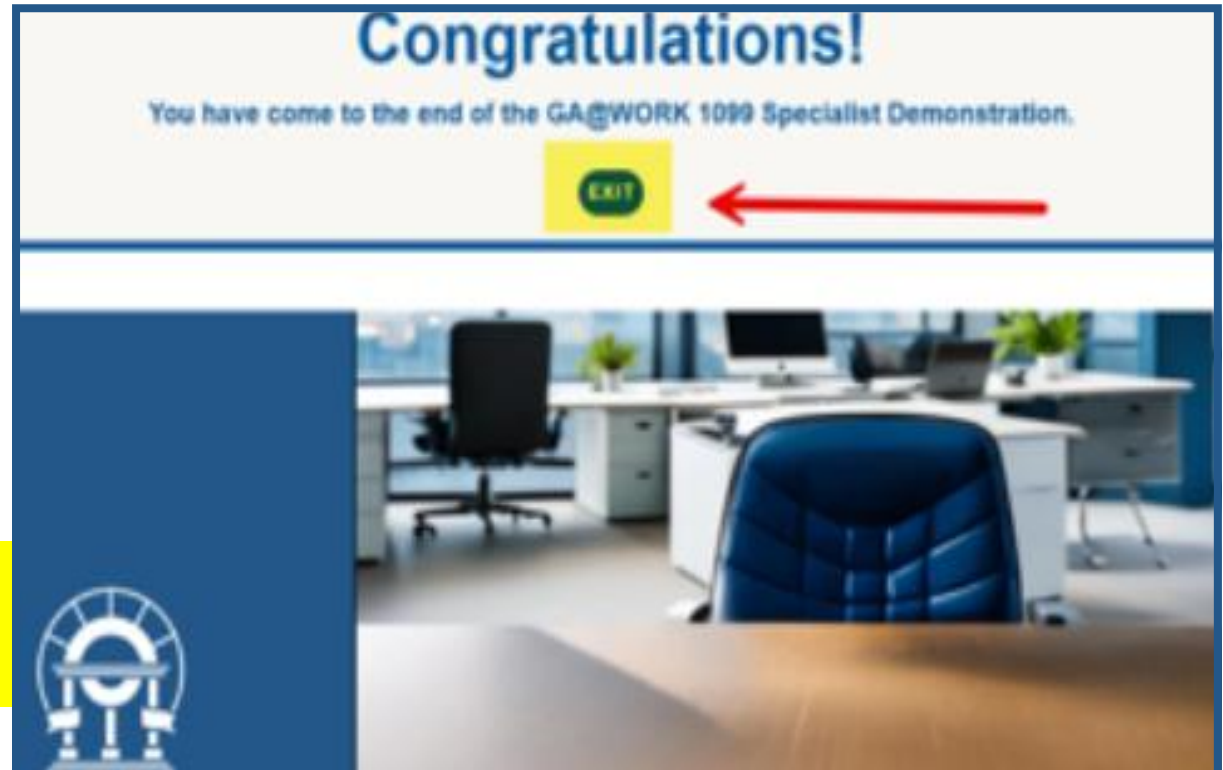 Congratulations!
You have come to the end of the GA@WORK 1099 Specialist Demonstration.
EXIT